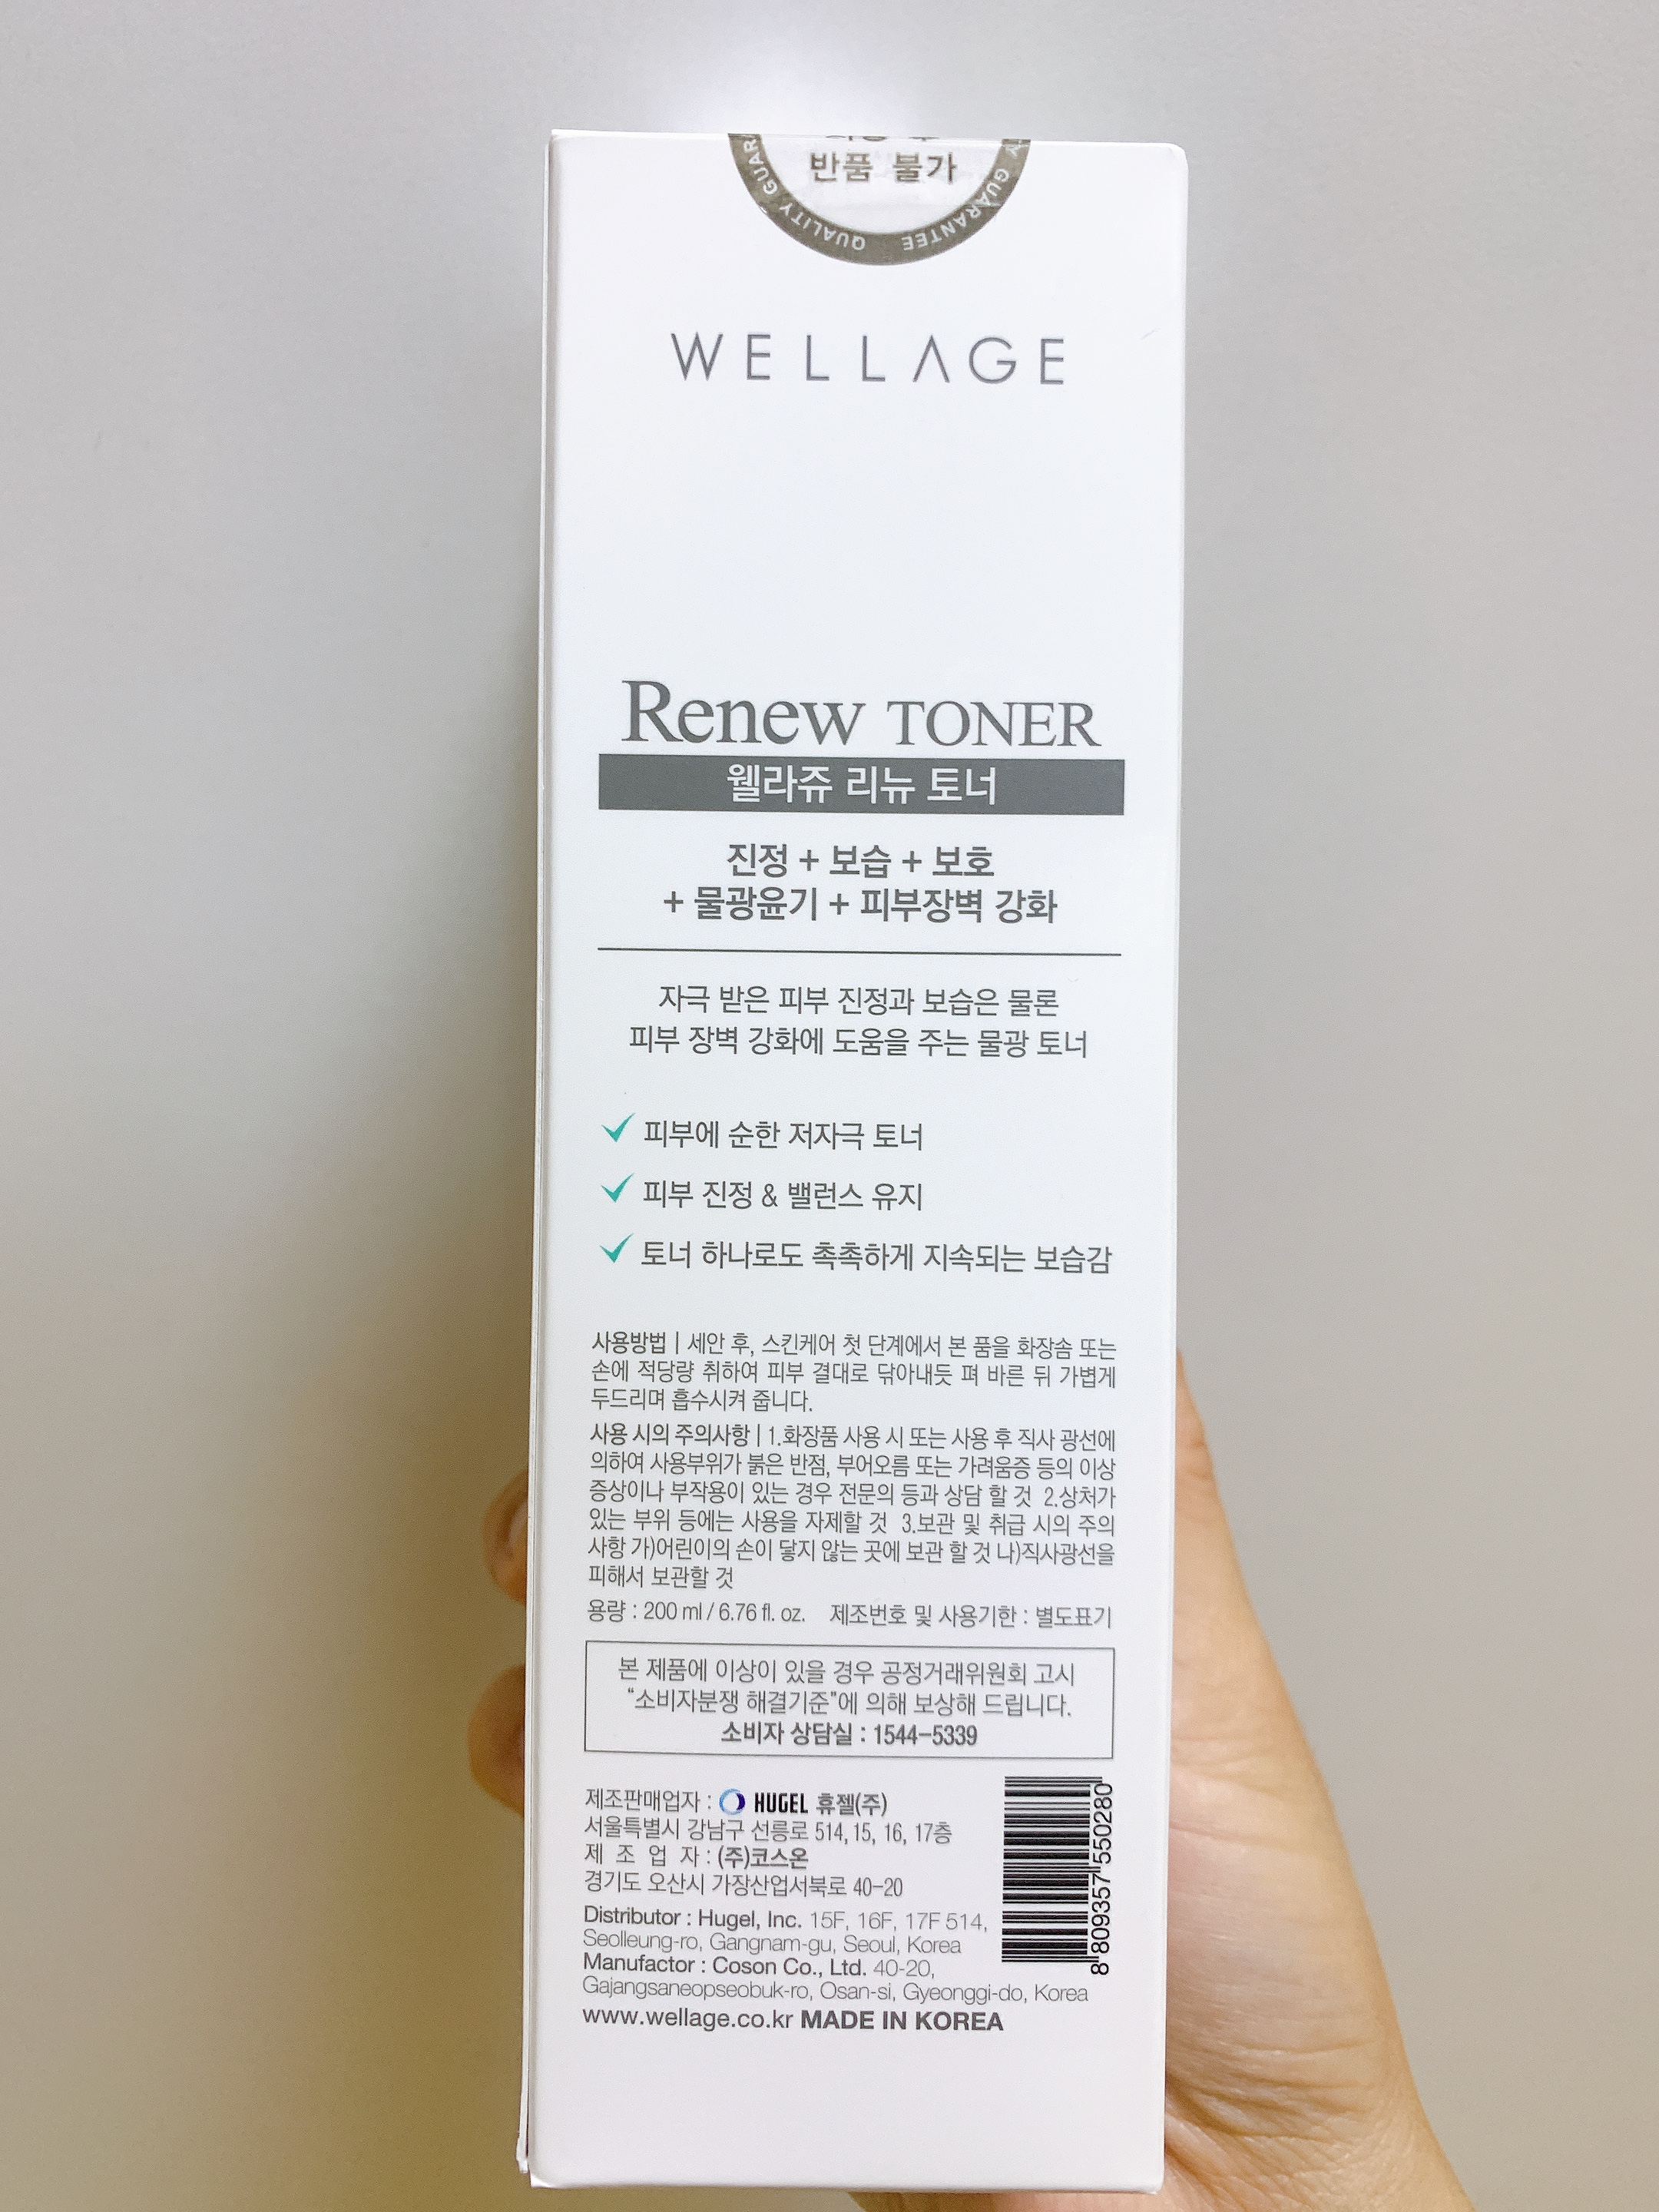 반품 불가
QUALITY GUARANTEE
WELLAGE
Renew TONER
웰라쥬 리뉴 토너
진정 + 보습 + 보호
+ 물광윤기 + 피부장벽 강화
자극 받은 피부 진정과 보습은 물론
피부 장벽 강화에 도움을 주는 물광 토너
피부에 순한 저자극 토너
피부 진정 & 밸런스 유지
토너 하나로도 촉촉하게 지속되는 보습감
사용방법 | 세안 후, 스킨케어 첫 단계에서 본 품을 화장솜 또는
손에 적당량 취하여 피부 결대로 닦아내듯 펴 바른 뒤 가볍게
두드리며 흡수시켜 줍니다.
사용 시의 주의사항 | 1.화장품 사용 시 또는 사용 후 직사 광선에
의하여 사용부위가 붉은 반점, 부어오름 또는 가려움증 등의 이상
증상이나 부작용이 있는 경우 전문의 등과 상담 할 것 2.상처가
있는 부위 등에는 사용을 자제할 것 3.보관 및 취급 시의 주의
사항 가)어린이의 손이 닿지 않는 곳에 보관 할 것 나)직사광선을
피해서 보관할 것
용량 : 200 ml / 6.76 fl. oz. 제조번호 및 사용기한 : 별도표기
본 제품에 이상이 있을 경우 공정거래위원회 고시
“소비자분쟁 해결기준”에 의해 보상해 드립니다.
소비자 상담실 : 1544-5339
제조판매업자 : HUGEL 휴젤(주)
서울특별시 강남구 선릉로 514, 15, 16, 17층
제 조 업 자 : (주)코스온
경기도 오산시 가장산업서북로 40-20
Distributor : Hugel, Inc. 15F, 16F, 17F 514,
Seolleung-ro, Gangnam-gu, Seoul, Korea
Manufactor : Coson Co., Ltd. 40-20,
Gajangsaneopseobuk-ro, Osan-si, Gyeonggi-do, Korea
www.wellage.co.kr MADE IN KOREA
8 809357 550280